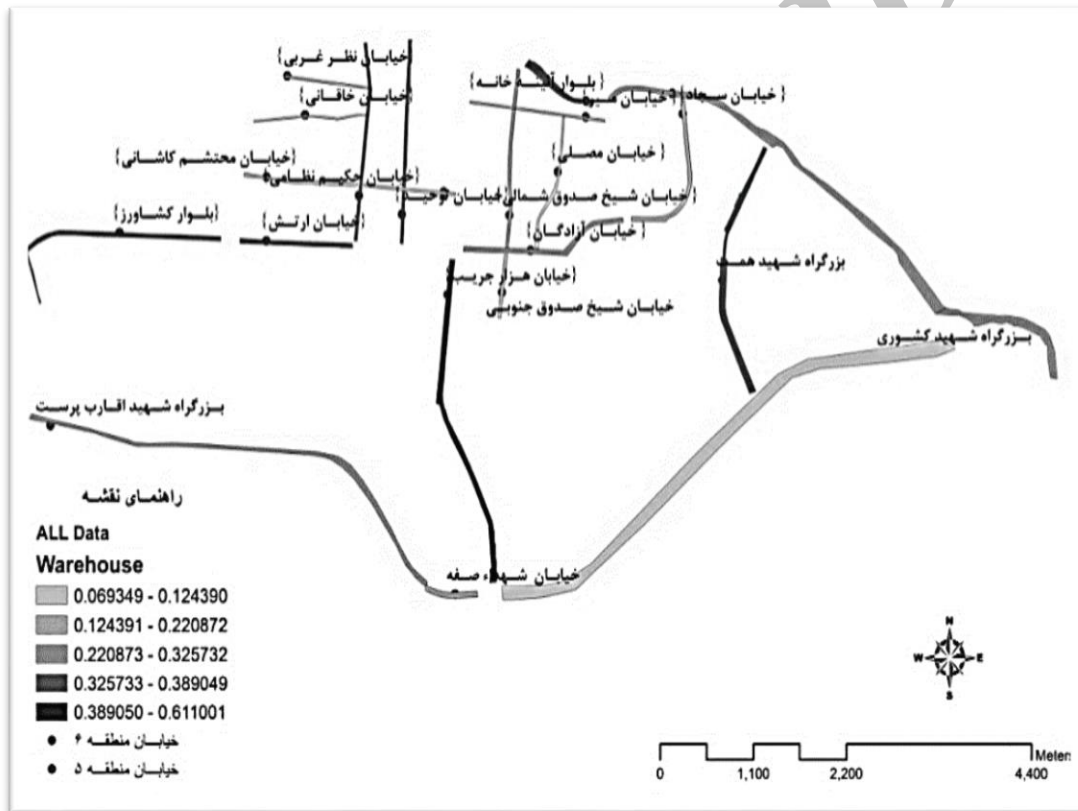 {خیابان نظر غربی}
{بلوار آئینه خانه}
{خیابان سجاد}
{خیابان خاقانی}
{خیابان مصلی}
{خیابان محتشم کاشانی}
{خیابان حکیم نظامی}
{خیابان توحید}
{خیابان شیخ صدوق شمالی}
{بلوار کشاورز}
{خیابان ارتش}
{خیابان آزادگان}
{خیابان هزار جریب}
بزرگراه شهید همت
خیابان شیخ صدوق جنوبی
بزرگراه شهید کشوری
بزرگراه شهید اقارب پرست
راهنمای نقشه
ALL Data
Warehouse
خیابان شهداء صفه
0.069349 - 0.124390
0.124391 - 0.220872
0.220873 - 0.325732
0.325733 - 0.389049
0.389050 - 0.611001
خیابان منطقه ۶
خیابان منطقه ۵
N
W E
S
Meters
0 1,100 2,200 4,400